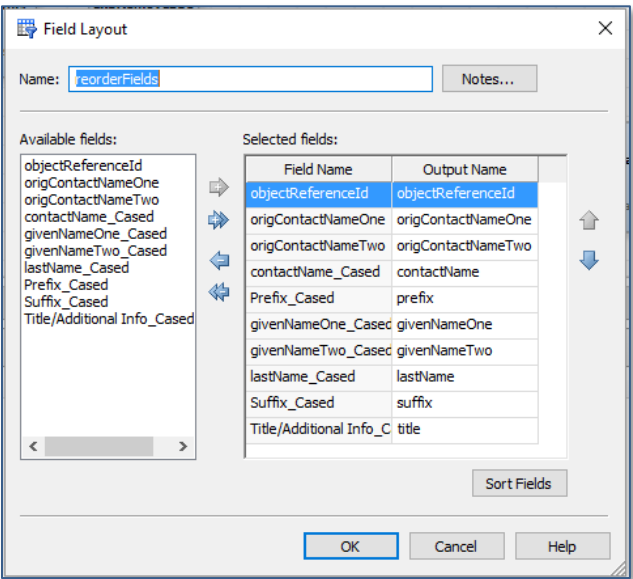 Field Layout
Name: reorderFields Notes...
Available fields:
objectReferenceId
origContactNameOne
origContactNameTwo
contactName_Cased
givenNameOne_Cased
givenNameTwo_Cased
lastName_Cased
Prefix_Cased
Suffix_Cased
Title/Additional Info_Cased
Selected fields:
Field Name Output Name
objectReferenceId objectReferenceId
origContactNameOne origContactNameOne
origContactNameTwo origContactNameTwo
contactName_Cased contactName
Prefix_Cased prefix
givenNameOne_Cased givenNameOne
givenNameTwo_Cased givenNameTwo
lastName_Cased lastName
Suffix_Cased suffix
Title/Additional Info_C title
Sort Fields
OK Cancel Help